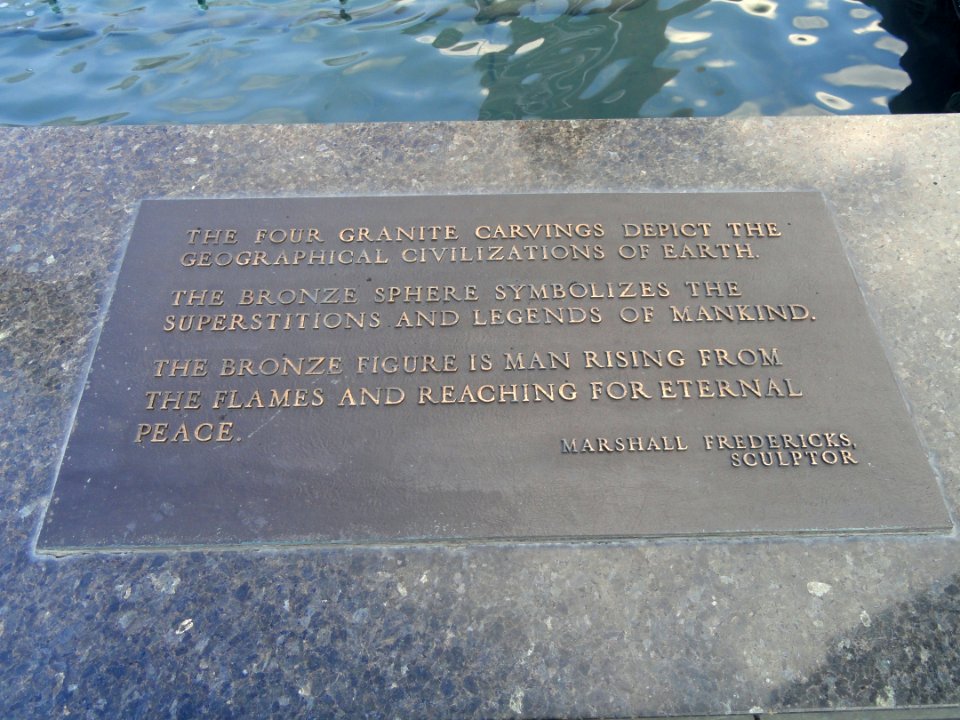 THE FOUR GRANITE CARVINGS DEPICT THE
GEOGRAPHICAL CIVILIZATIONS OF EARTH.
THE BRONZE SPHERE SYMBOLIZES THE
SUPERSTITIONS AND LEGENDS OF MANKIND.
THE BRONZE FIGURE IS MAN RISING FROM
THE FLAMES AND REACHING FOR ETERNAL
PEACE.
MARSHALL FREDERICKS,
SCULPTOR